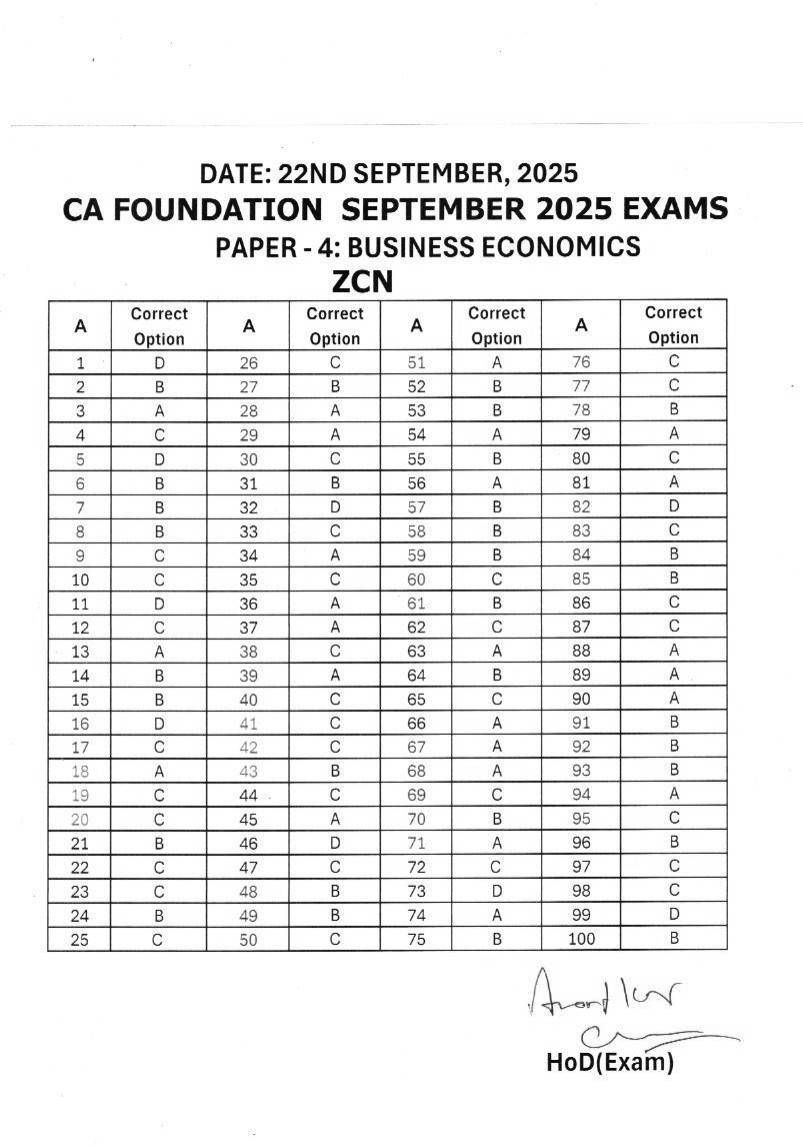 DATE: 22ND SEPTEMBER, 2025
CA FOUNDATION SEPTEMBER 2025 EXAMS
PAPER - 4: BUSINESS ECONOMICS
ZCN
A Correct Option A Correct Option A Correct Option A Correct Option
1 D 26 C 51 A 76 C
2 B 27 B 52 B 77 C
3 A 28 A 53 B 78 B
4 C 29 A 54 A 79 A
5 D 30 C 55 B 80 C
6 B 31 B 56 A 81 A
7 B 32 D 57 B 82 D
8 B 33 C 58 B 83 C
9 C 34 A 59 B 84 B
10 C 35 C 60 C 85 B
11 D 36 A 61 B 86 C
12 C 37 A 62 C 87 C
13 A 38 C 63 A 88 A
14 B 39 A 64 B 89 A
15 B 40 C 65 C 90 A
16 D 41 C 66 A 91 B
17 C 42 C 67 A 92 B
18 A 43 B 68 A 93 B
19 C 44 C 69 C 94 A
20 C 45 A 70 B 95 C
21 B 46 D 71 A 96 B
22 C 47 C 72 C 97 C
23 C 48 B 73 D 98 C
24 B 49 B 74 A 99 D
25 C 50 C 75 B 100 B
HoD(Exam)